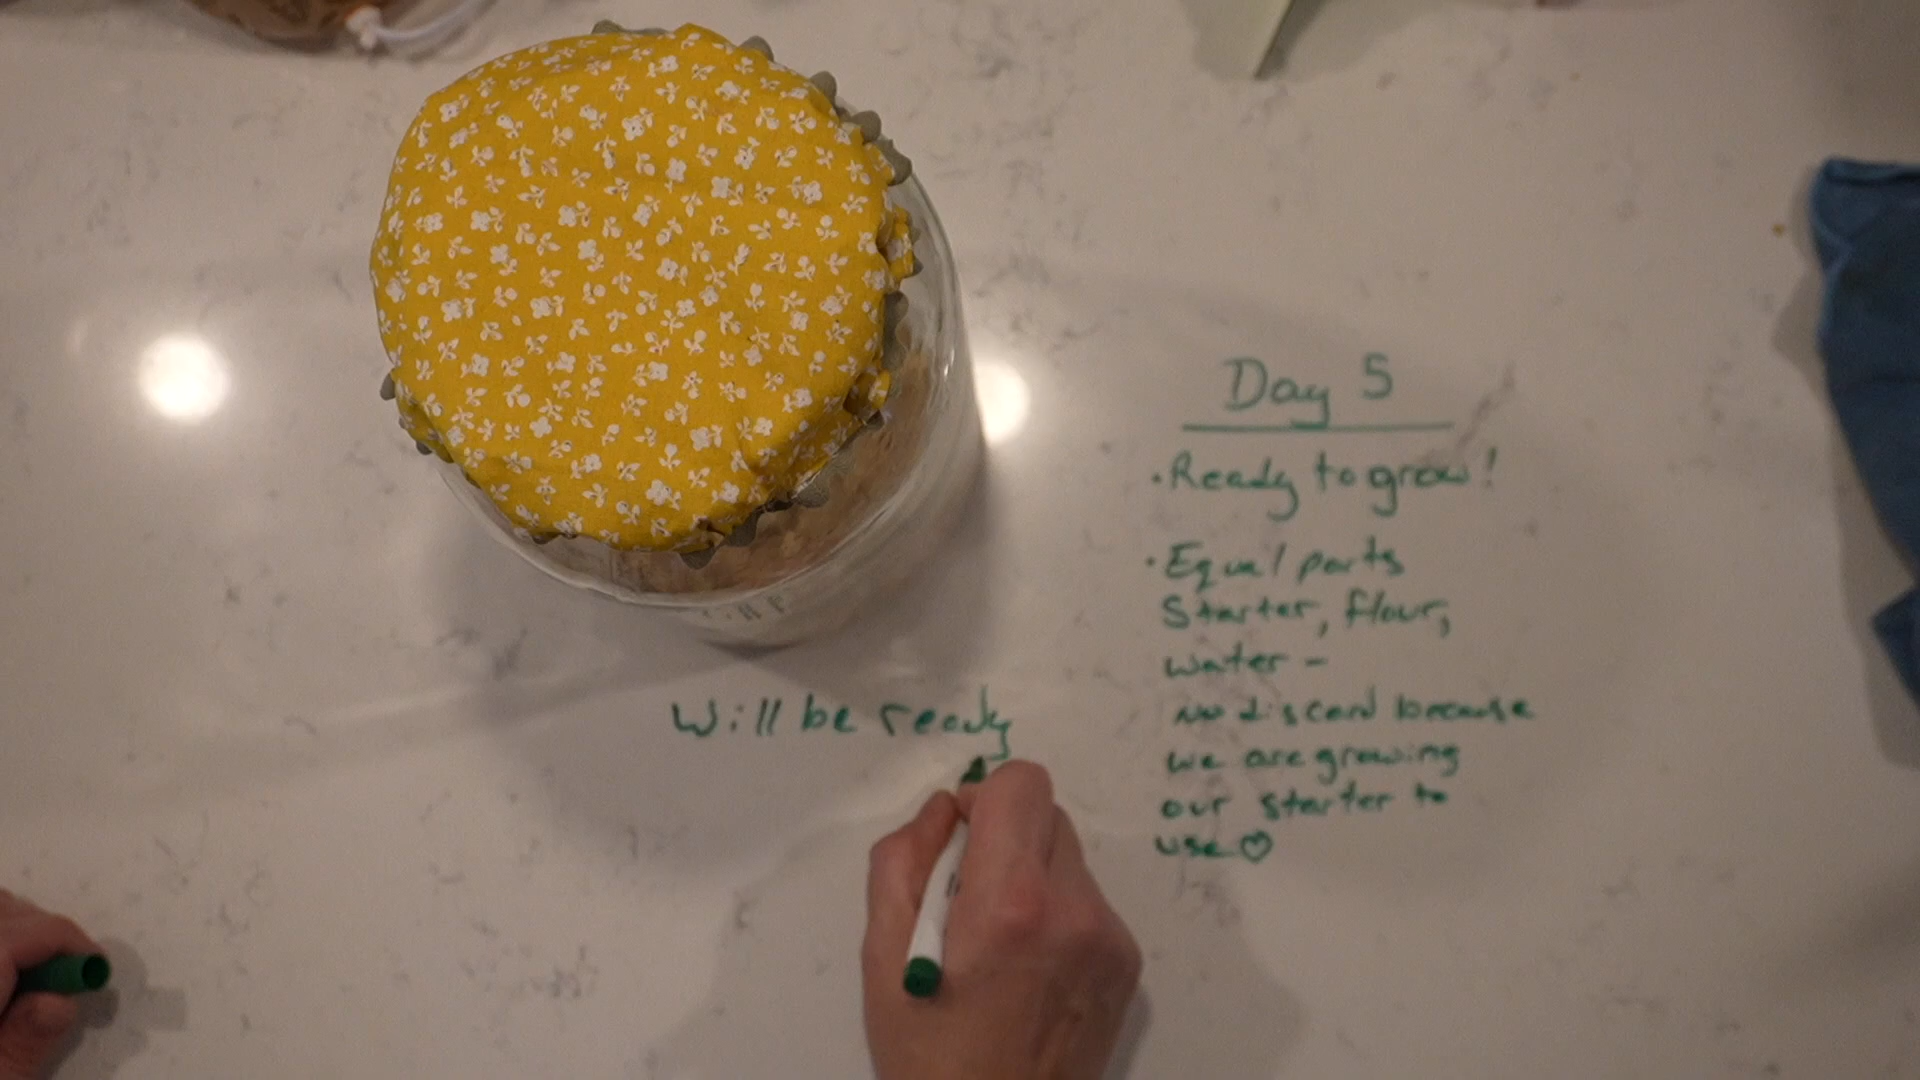 Day 5
• Ready to grow!
• Equal parts
Starter, flour,
water -
No discard because
we are growing
our starter to
use ♡
Will be ready